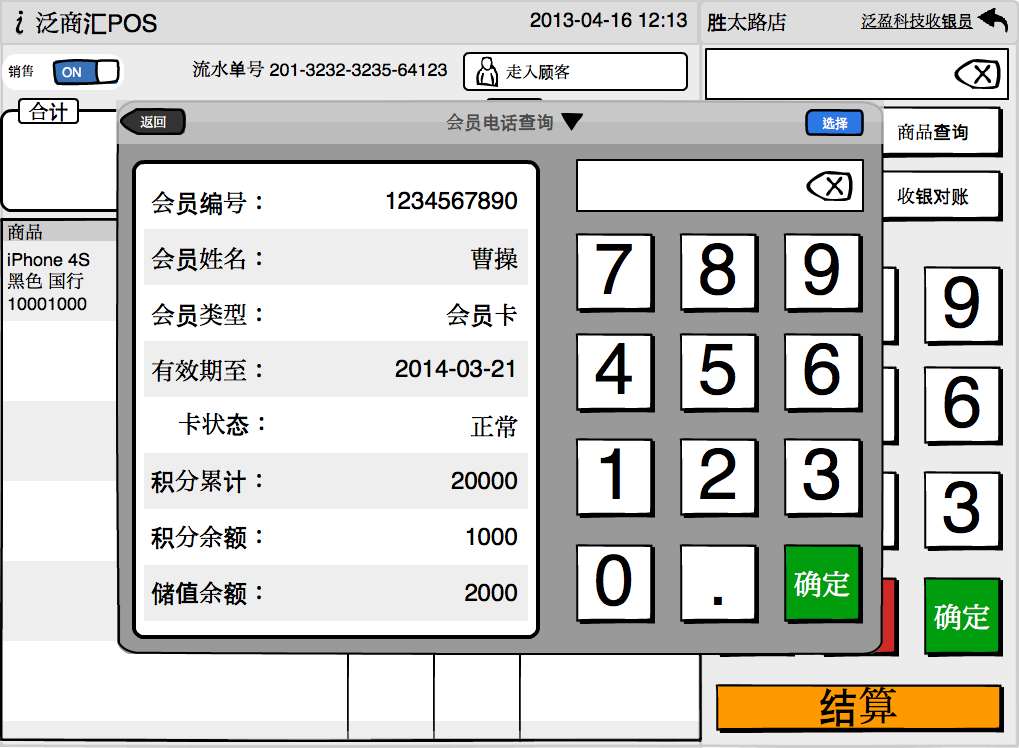 i 泛商汇POS
2013-04-16 12:13
胜太路店
泛盈科技收银员
销售
ON
流水单号 201-3232-3235-64123
走入顾客
合计
商品
iPhone 4S
黑色 国行
10001000
返回
会员电话查询
选择
会员编号：
1234567890
会员姓名：
曹操
会员类型：
会员卡
有效期至：
2014-03-21
卡状态：
正常
积分累计：
20000
积分余额：
1000
储值余额：
2000
7 8 9
4 5 6
1 2 3
0 . 确定
商品查询
收银对账
9
6
3
确定
结算